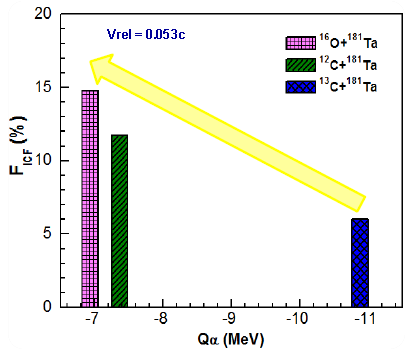 Vrel = 0.053c
¹⁶O+¹⁸¹Ta
¹²C+¹⁸¹Ta
¹³C+¹⁸¹Ta
20
15
10
5
0
F_ICF (%)
-7 -8 -9 -10 -11
Qα (MeV)